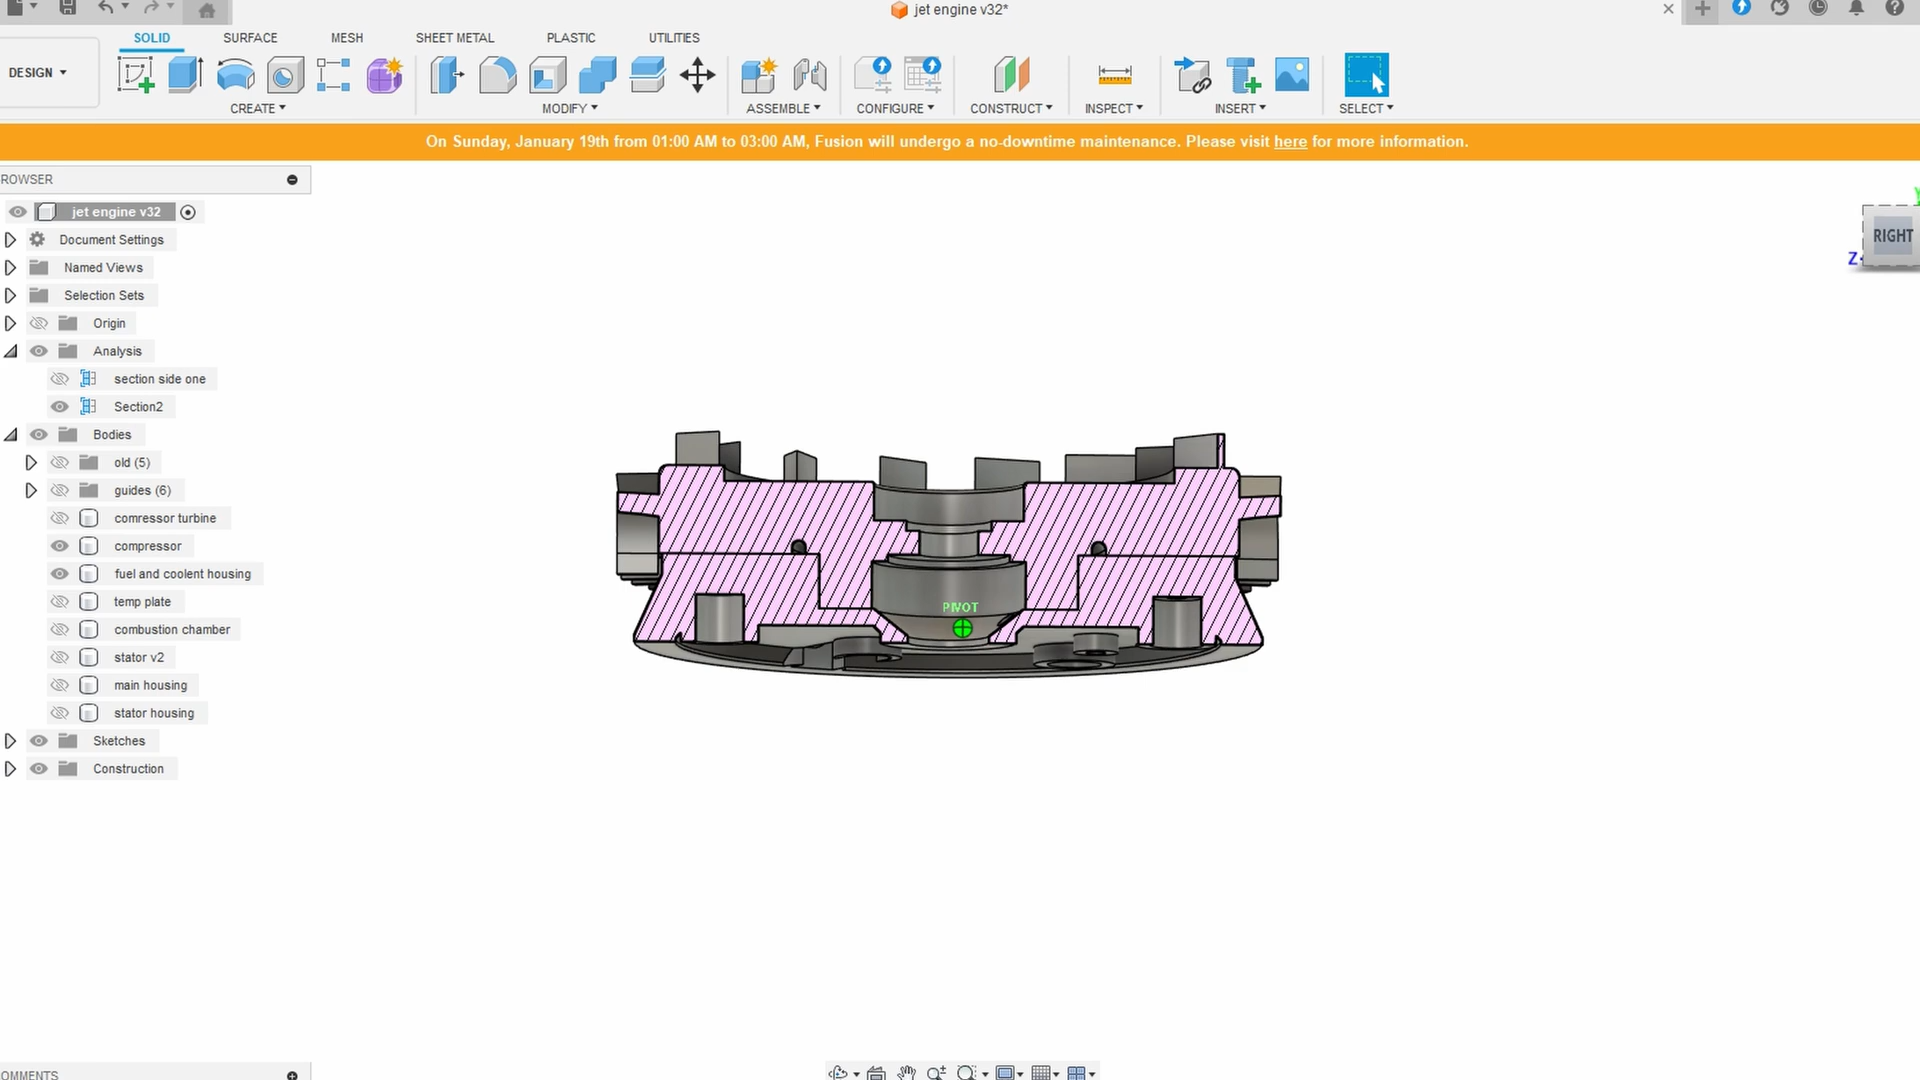 jet engine v32*
SOLID SURFACE MESH SHEET METAL PLASTIC UTILITIES
DESIGN
CREATE MODIFY ASSEMBLE CONFIGURE CONSTRUCT INSPECT INSERT SELECT
On Sunday, January 19th from 01:00 AM to 03:00 AM, Fusion will undergo a no-downtime maintenance. Please visit here for more information.
ROWSER
jet engine v32
Document Settings
Named Views
Selection Sets
Origin
Analysis
section side one
Section2
Bodies
old (5)
guides (6)
comressor turbine
compressor
fuel and coolent housing
temp plate
combustion chamber
stator v2
main housing
stator housing
Sketches
Construction
PIVOT
Y
RIGHT
Z
OMMENTS